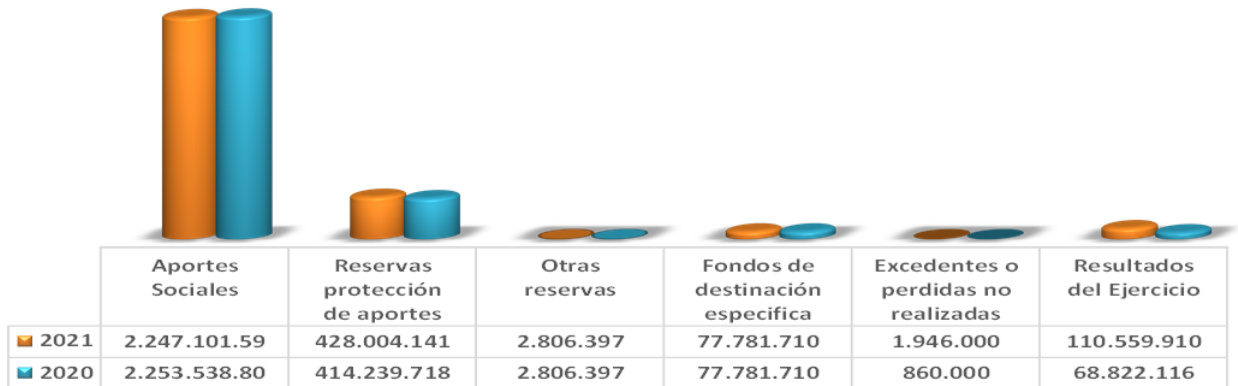 Aportes Sociales
Reservas protección de aportes
Otras reservas
Fondos de destinación específica
Excedentes o perdidas no realizadas
Resultados del Ejercicio
2021 2.247.101.59 428.004.141 2.806.397 77.781.710 1.946.000 110.559.910
2020 2.253.538.80 414.239.718 2.806.397 77.781.710 860.000 68.822.116